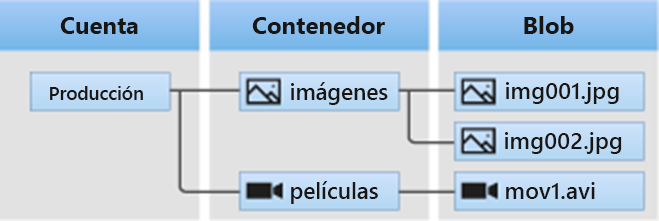 Cuenta
Contenedor
Blob
Producción
imágenes
img001.jpg
img002.jpg
películas
mov1.avi